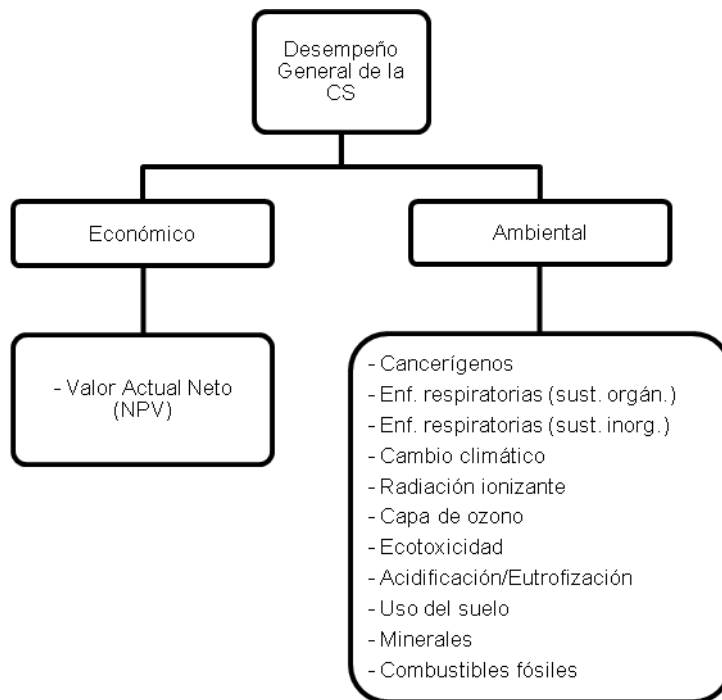 Desempeño
General de la
CS
Económico
Ambiental
- Valor Actual Neto
(NPV)
- Cancerígenos
- Enf. respiratorias (sust. orgán.)
- Enf. respiratorias (sust. inorg.)
- Cambio climático
- Radiación ionizante
- Capa de ozono
- Ecotoxicidad
- Acidificación/Eutrofización
- Uso del suelo
- Minerales
- Combustibles fósiles